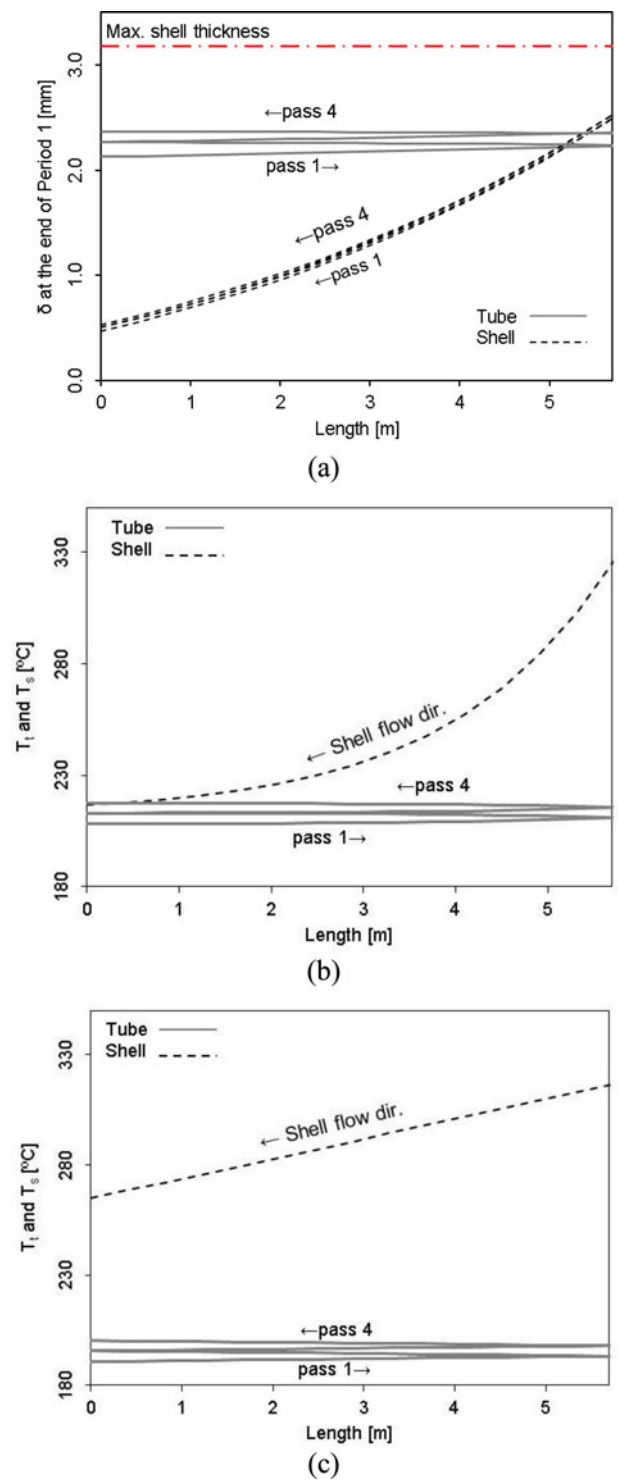 Max. shell thickness
←pass 4
pass 1→
←pass 4
←pass 1
Tube
Shell
δ at the end of Period 1 [mm]
3.0
2.0
1.0
0.0
0 1 2 3 4 5
Length [m]
(a)
Tube
Shell
← Shell flow dir.
←pass 4
pass 1→
Tt and Ts [ºC]
330
280
230
180
0 1 2 3 4 5
Length [m]
(b)
Tube
Shell
← Shell flow dir.
←pass 4
pass 1→
Tt and Ts [ºC]
330
280
230
180
0 1 2 3 4 5
Length [m]
(c)